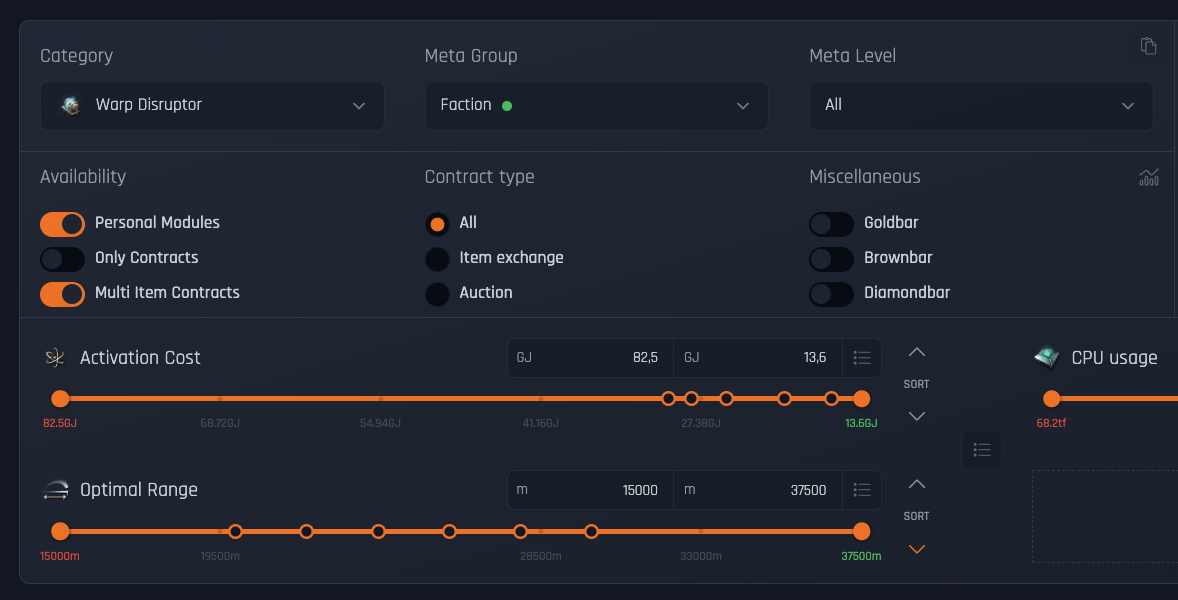 Category
Meta Group
Meta Level
Warp Disruptor
Faction
All
Availability
Contract type
Miscellaneous
Personal Modules
All
Goldbar
Only Contracts
Item exchange
Brownbar
Multi Item Contracts
Auction
Diamondbar
Activation Cost
GJ 82,5
GJ 13,6
SORT
82.5GJ
68.72GJ
54.94GJ
41.16GJ
27.38GJ
13.6GJ
CPU usage
68.2tf
Optimal Range
m 15000
m 37500
SORT
15000m
19500m
28500m
33000m
37500m